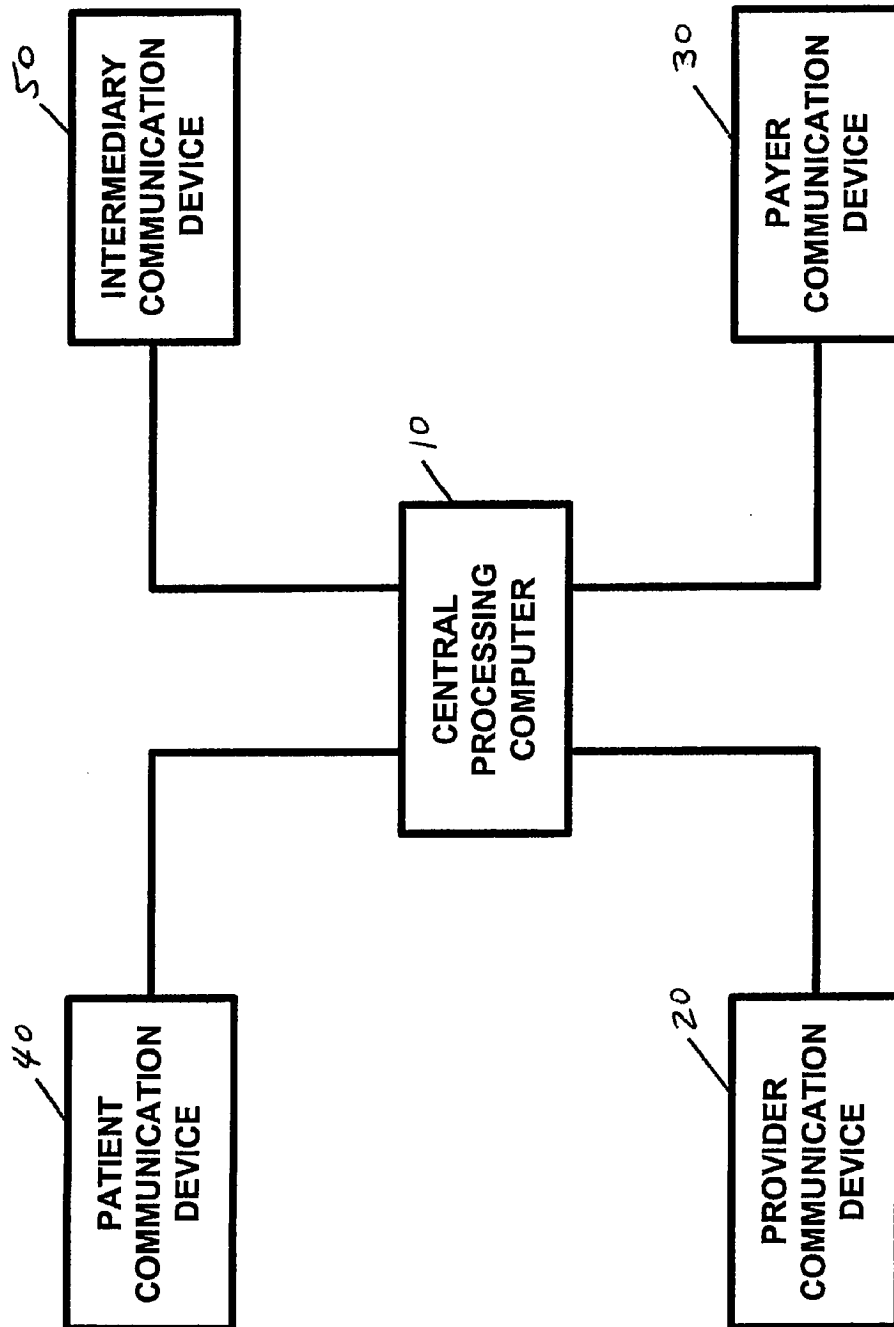 40
PATIENT
COMMUNICATION
DEVICE
50
INTERMEDIARY
COMMUNICATION
DEVICE
10
CENTRAL
PROCESSING
COMPUTER
20
PROVIDER
COMMUNICATION
DEVICE
30
PAYER
COMMUNICATION
DEVICE